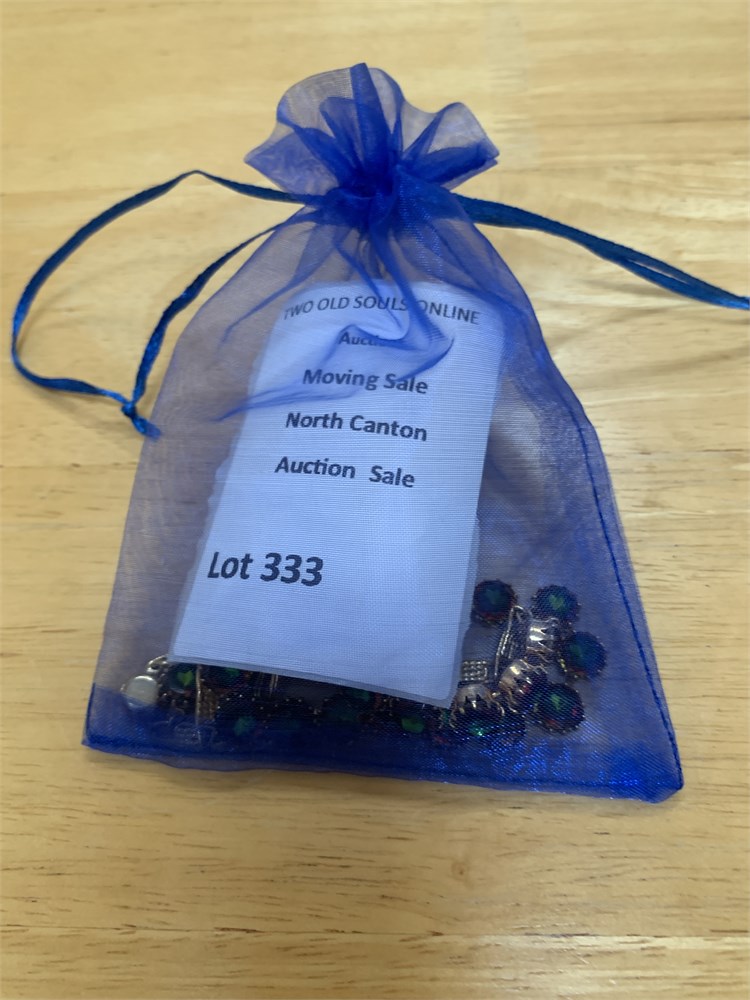 TWO OLD SOULS ONLINE
Moving Sale
North Canton
Auction Sale
Lot 333